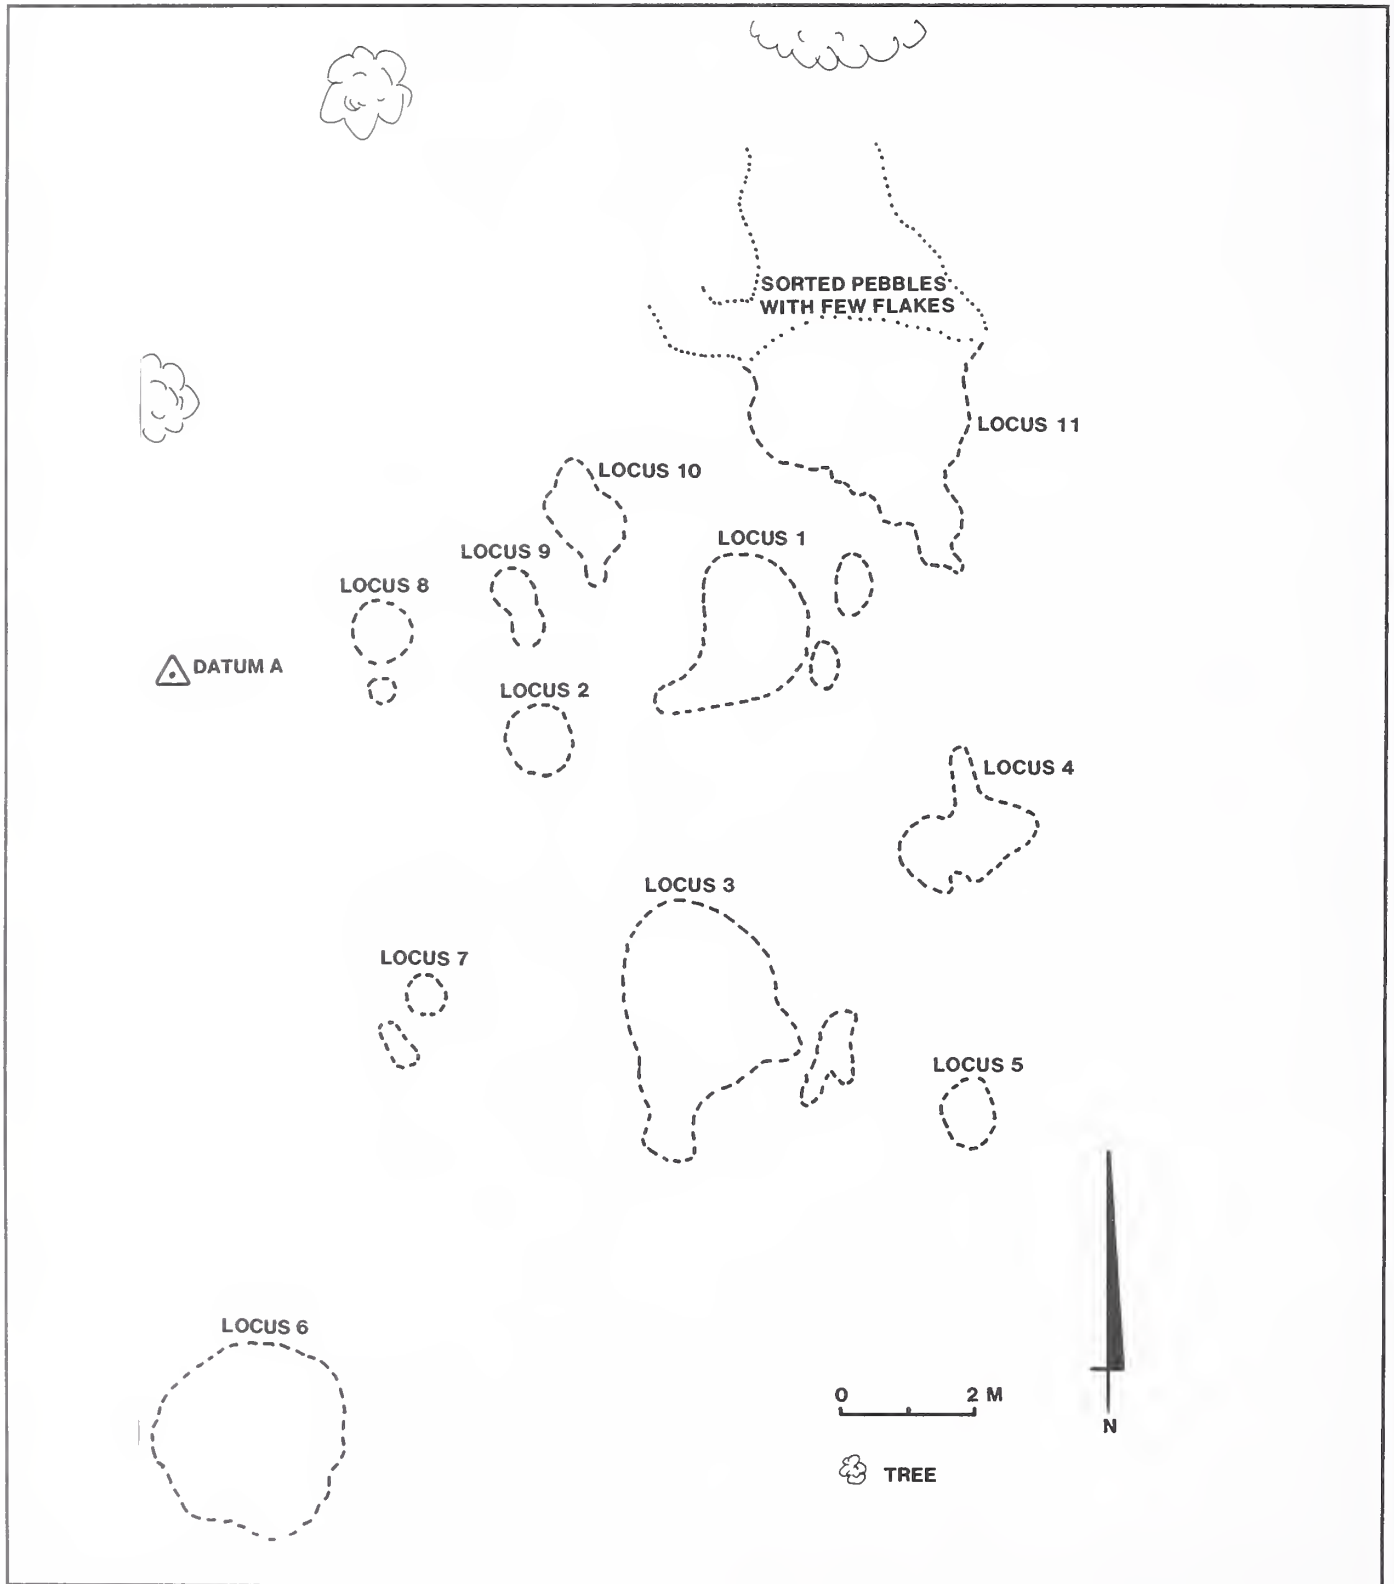 SORTED PEBBLES
WITH FEW FLAKES
LOCUS 11
LOCUS 10
LOCUS 1
LOCUS 9
LOCUS 8
DATUM A
LOCUS 2
LOCUS 4
LOCUS 3
LOCUS 7
LOCUS 5
LOCUS 6
0 2 M
N
TREE